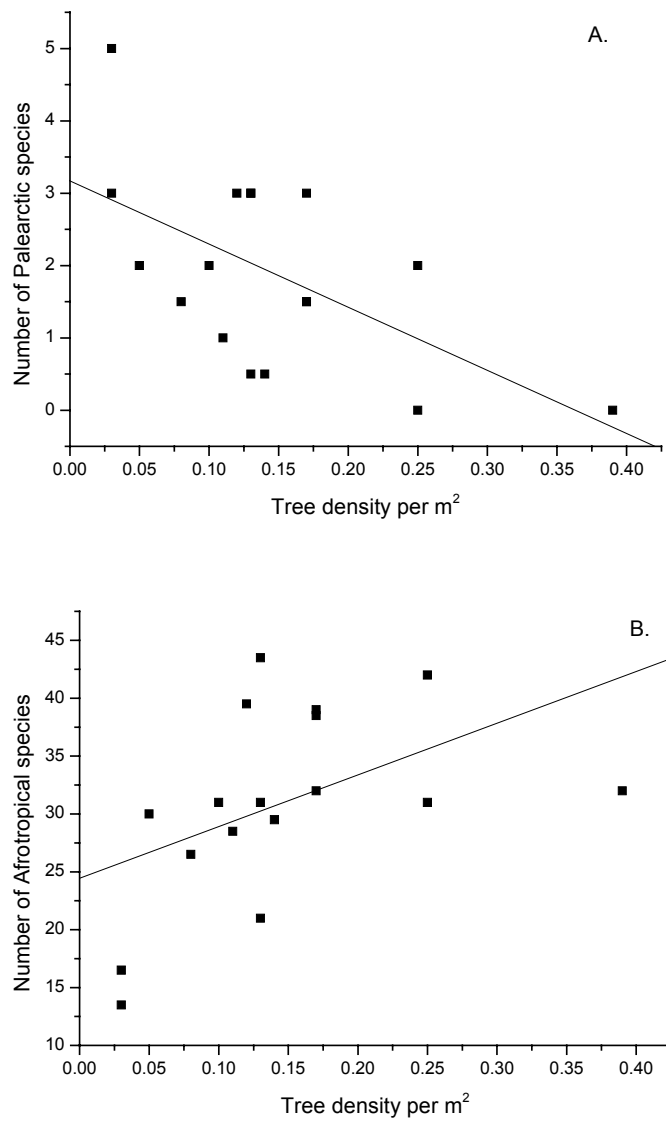 A.
5
4
3
2
1
0
Number of Palearctic species
0.00 0.05 0.10 0.15 0.20 0.25 0.30 0.35 0.40
Tree density per m²
B.
45
40
35
30
25
20
15
10
Number of Afrotropical species
0.00 0.05 0.10 0.15 0.20 0.25 0.30 0.35 0.40
Tree density per m²